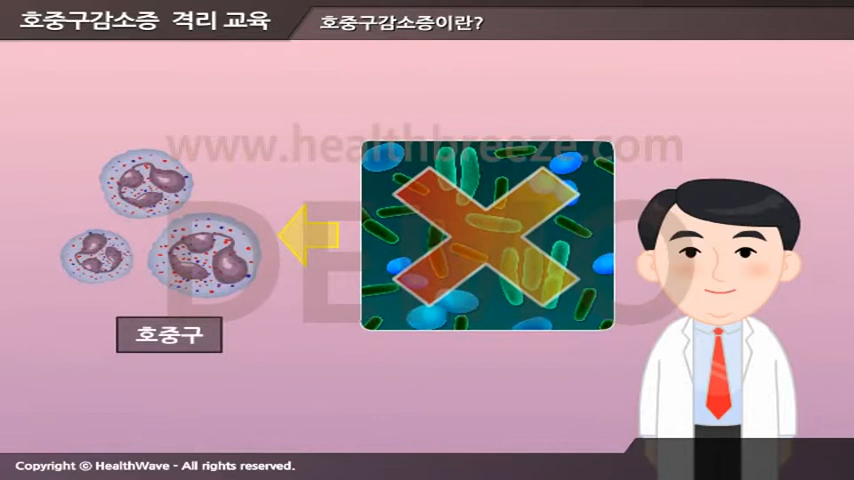 호중구감소증 격리 교육
호중구감소증이란?
www.healthbreeze.com
DEMO
호중구
Copyright ⓒ HealthWave - All rights reserved.